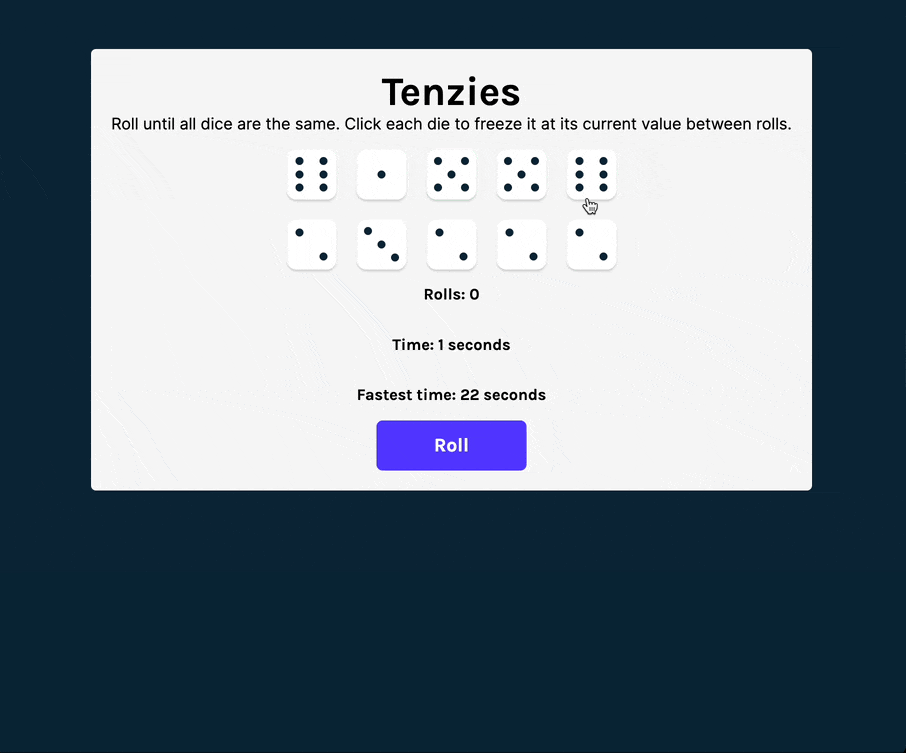 Tenzies
Roll until all dice are the same. Click each die to freeze it at its current value between rolls.
Rolls: 0
Time: 1 seconds
Fastest time: 22 seconds
Roll